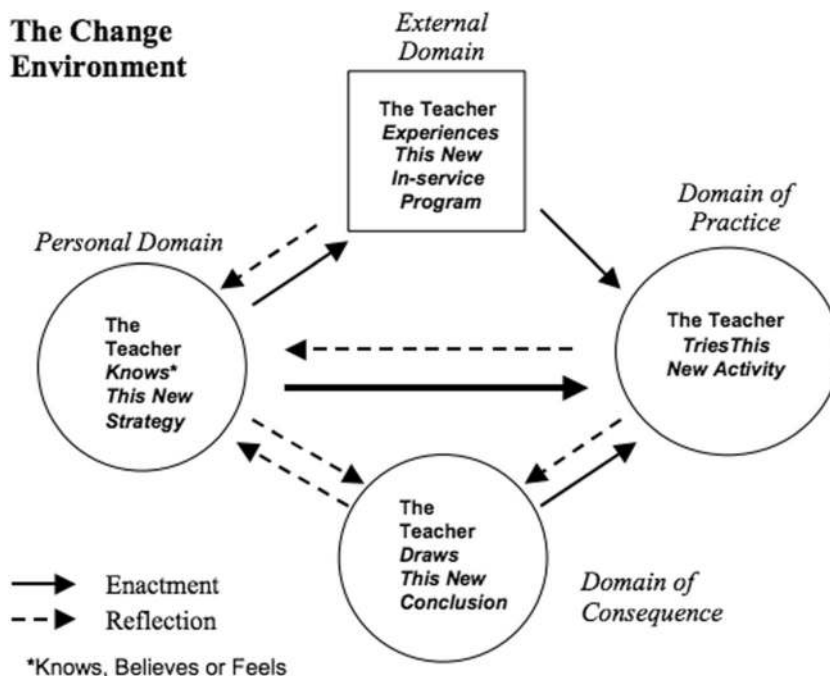 The Change
Environment
External
Domain
The Teacher
Experiences
This New
In-service
Program
Domain of
Practice
Personal Domain
The
Teacher
Knows*
This New
Strategy
The Teacher
TriesThis
New Activity
The
Teacher
Draws
This New
Conclusion
Domain of
Consequence
Enactment
Reflection
*Knows, Believes or Feels